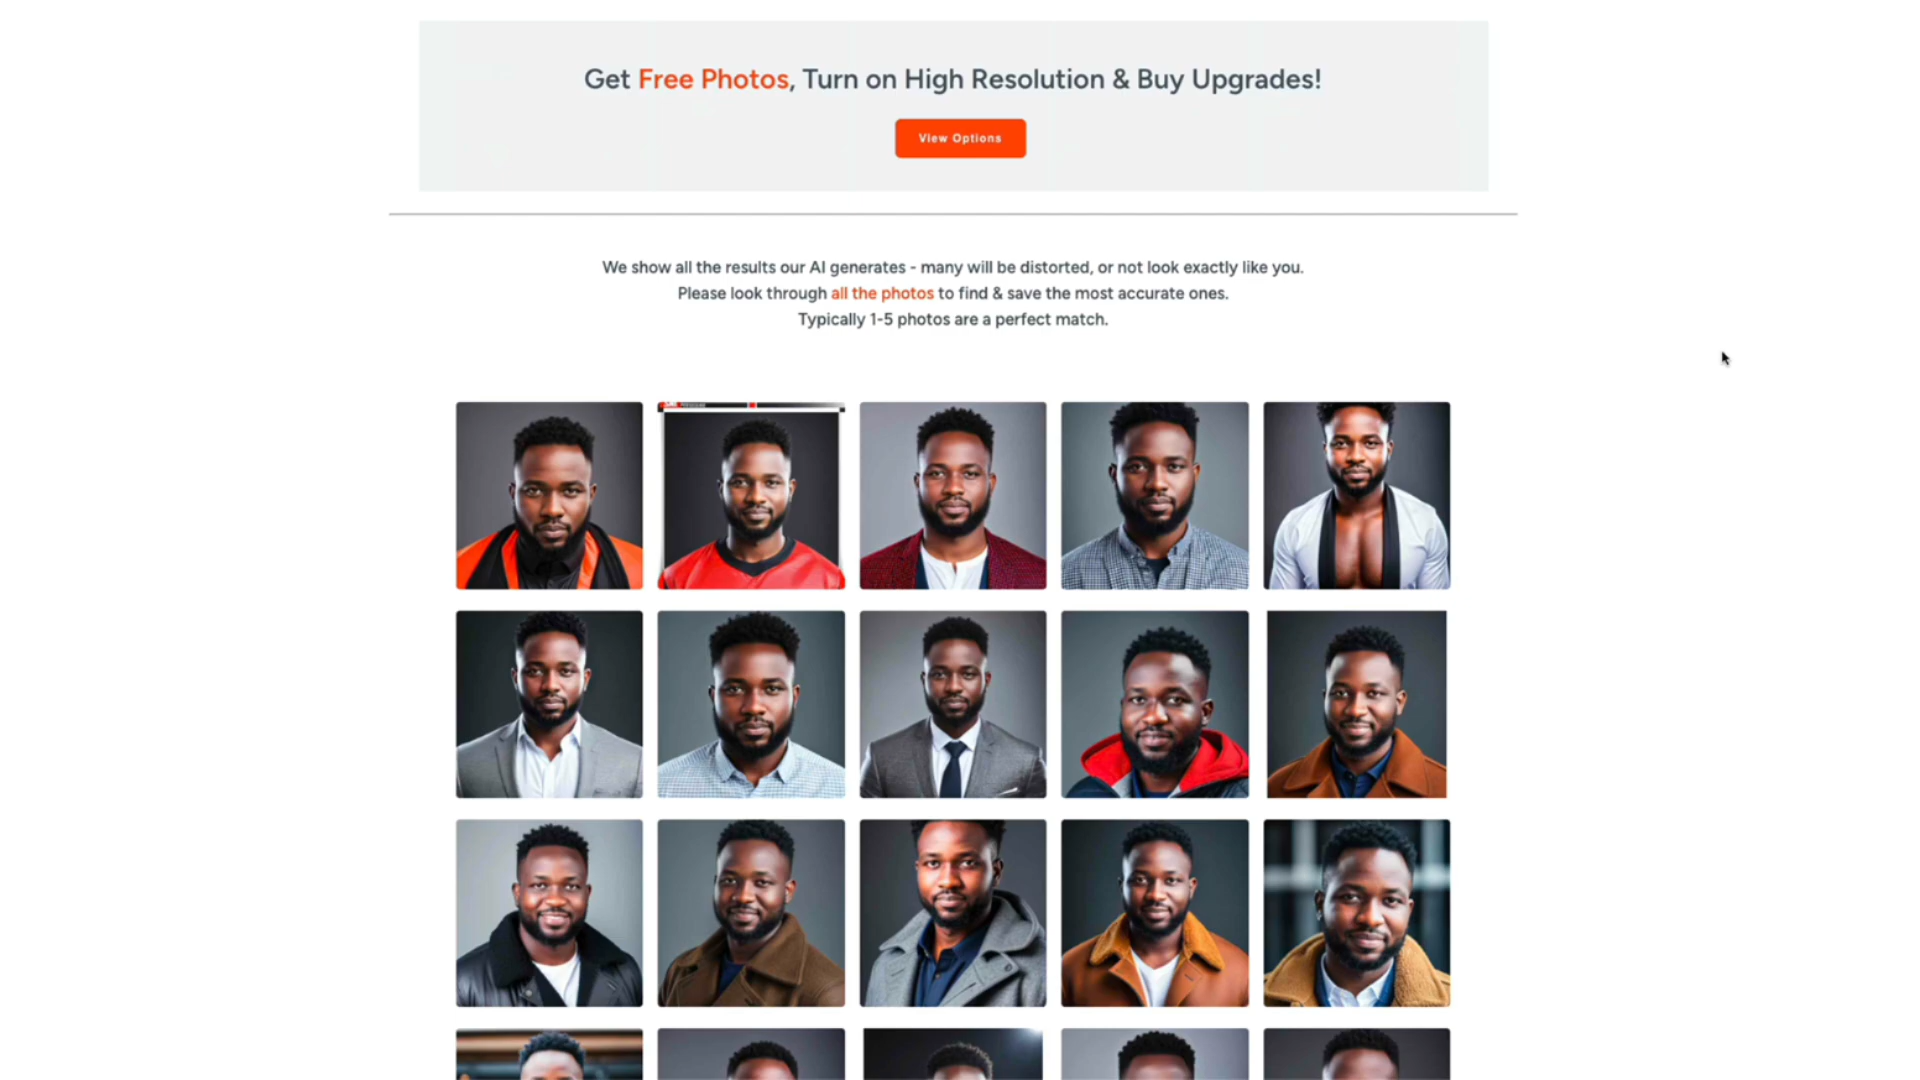 Get Free Photos, Turn on High Resolution & Buy Upgrades!
View Options
We show all the results our AI generates - many will be distorted, or not look exactly like you.
Please look through all the photos to find & save the most accurate ones.
Typically 1-5 photos are a perfect match.